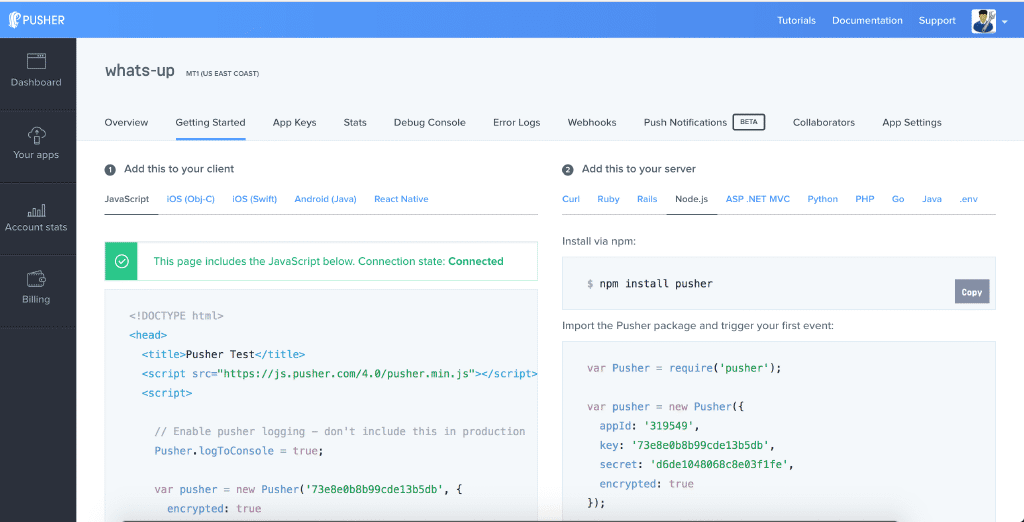 PUSHER
Tutorials Documentation Support
Dashboard
Your apps
Account stats
Billing
whats-up MT1 (US EAST COAST)
Overview Getting Started App Keys Stats Debug Console Error Logs Webhooks Push Notifications BETA Collaborators App Settings
1 Add this to your client
JavaScript iOS (Obj-C) iOS (Swift) Android (Java) React Native
This page includes the JavaScript below. Connection state: Connected
<!DOCTYPE html>
<head>
<title>Pusher Test</title>
<script src="https://js.pusher.com/4.0/pusher.min.js"></script>
<script>
// Enable pusher logging – don't include this in production
Pusher.logToConsole = true;
var pusher = new Pusher('73e8e0b8b99cde13b5db', {
encrypted: true
2 Add this to your server
Curl Ruby Rails Node.js ASP .NET MVC Python PHP Go Java .env
Install via npm:
$ npm install pusher
Copy
Import the Pusher package and trigger your first event:
var Pusher = require('pusher');
var pusher = new Pusher({
appId: '319549',
key: '73e8e0b8b99cde13b5db',
secret: 'd6de1048068c8e03f1fe',
encrypted: true
});